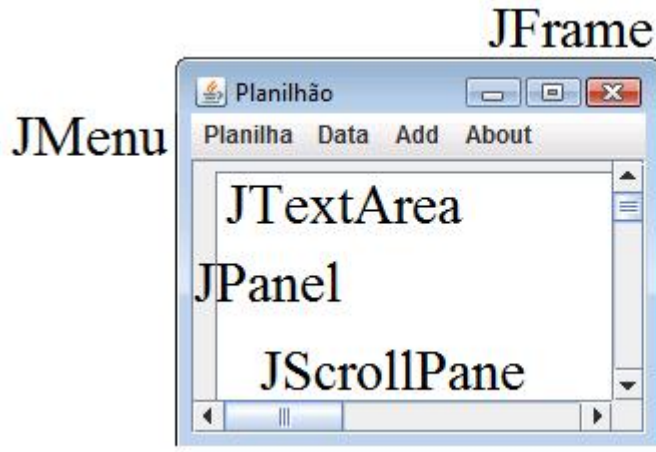 JFrame
Planilhão
JMenu
Planilha Data Add About
JTextArea
JPanel
JScrollPane